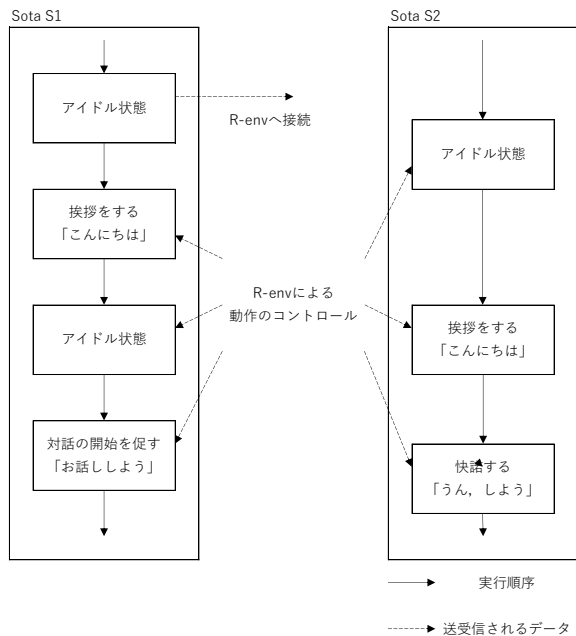 Sota S1
アイドル状態
R-envへ接続
挨拶をする
「こんにちは」
アイドル状態
対話の開始を促す
「お話ししよう」
R-envによる
動作のコントロール
Sota S2
アイドル状態
挨拶をする
「こんにちは」
快諾する
「うん，しよう」
実行順序
送受信されるデータ